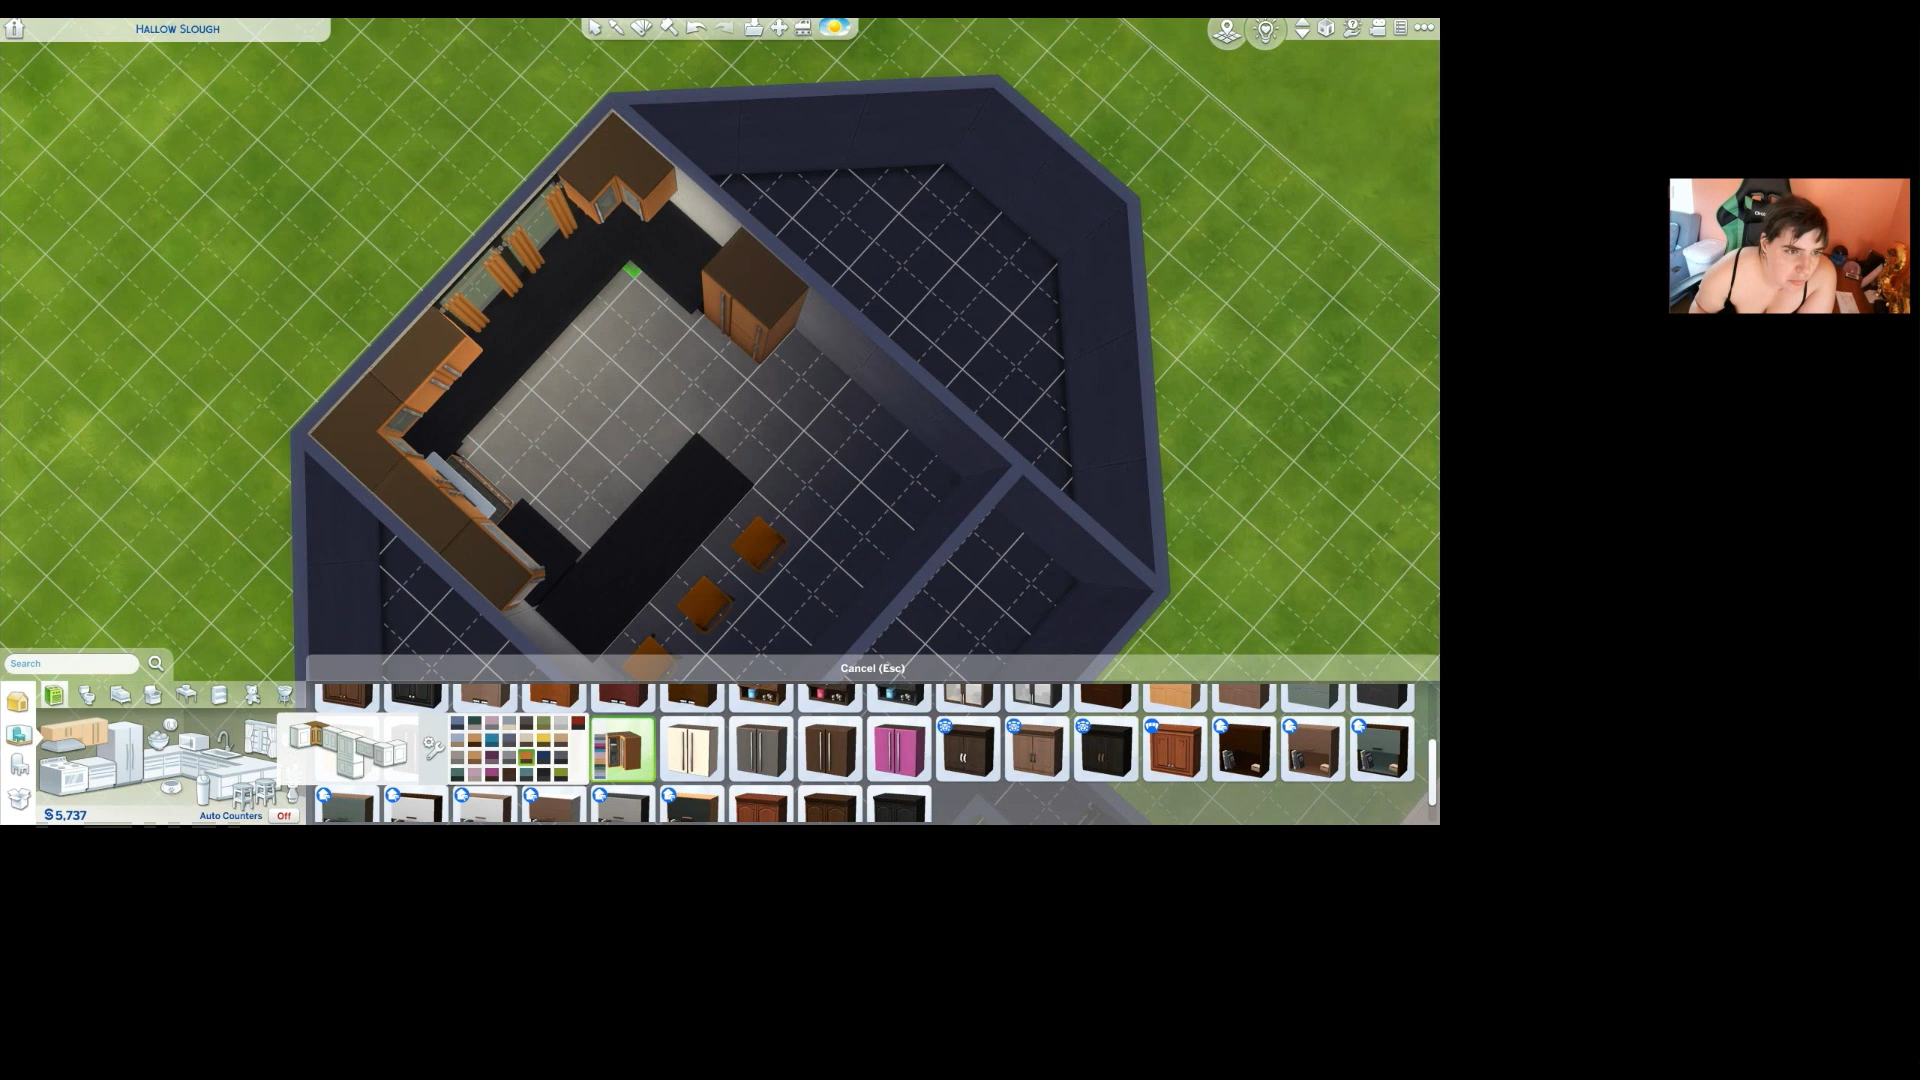 HALLOW SLOUGH
Cancel (Esc)
Search
§5,737
Auto Counters
Off